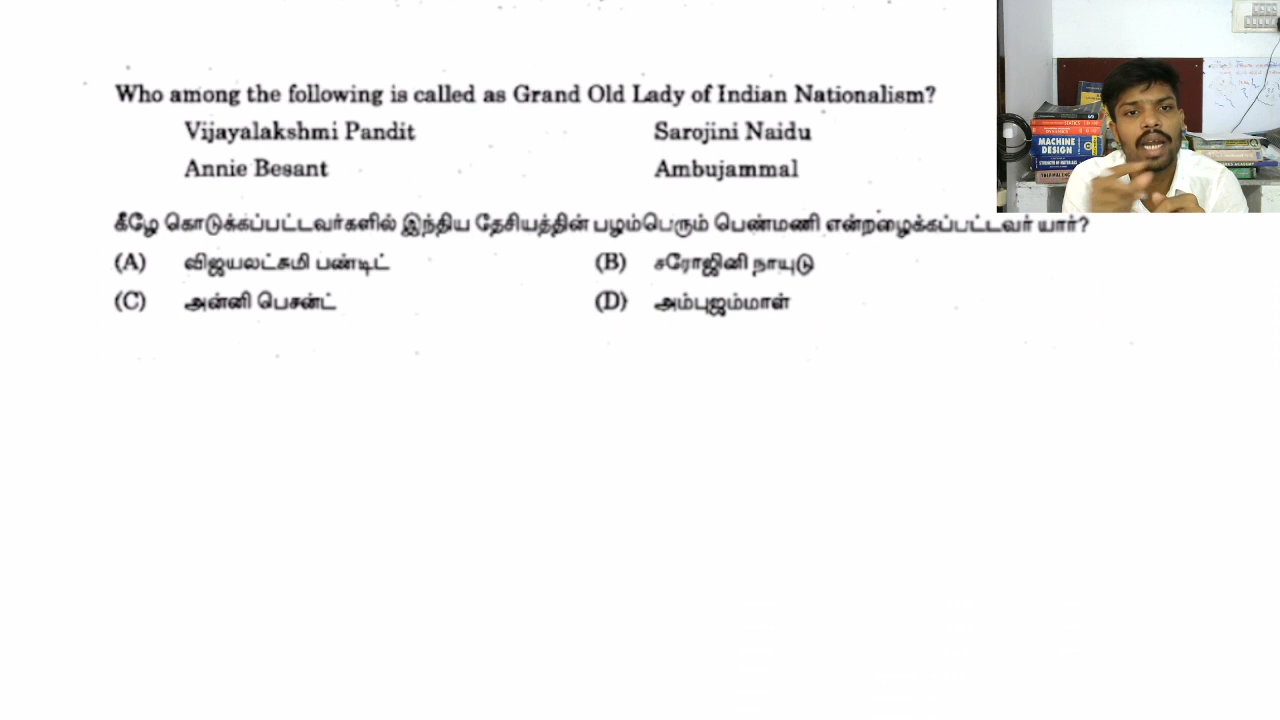 Who among the following is called as Grand Old Lady of Indian Nationalism?
Vijayalakshmi Pandit Sarojini Naidu
Annie Besant Ambujammal
கீழே கொடுக்கப்பட்டவர்களில் இந்திய தேசியத்தின் பழம்பெரும் பெண்மணி என்றழைக்கப்பட்டவர் யார்?
(A) விஜயலட்சுமி பண்டிட் (B) சரோஜினி நாயுடு
(C) அன்னி பெசன்ட் (D) அம்புஜம்மாள்
MACHINE
DESIGN